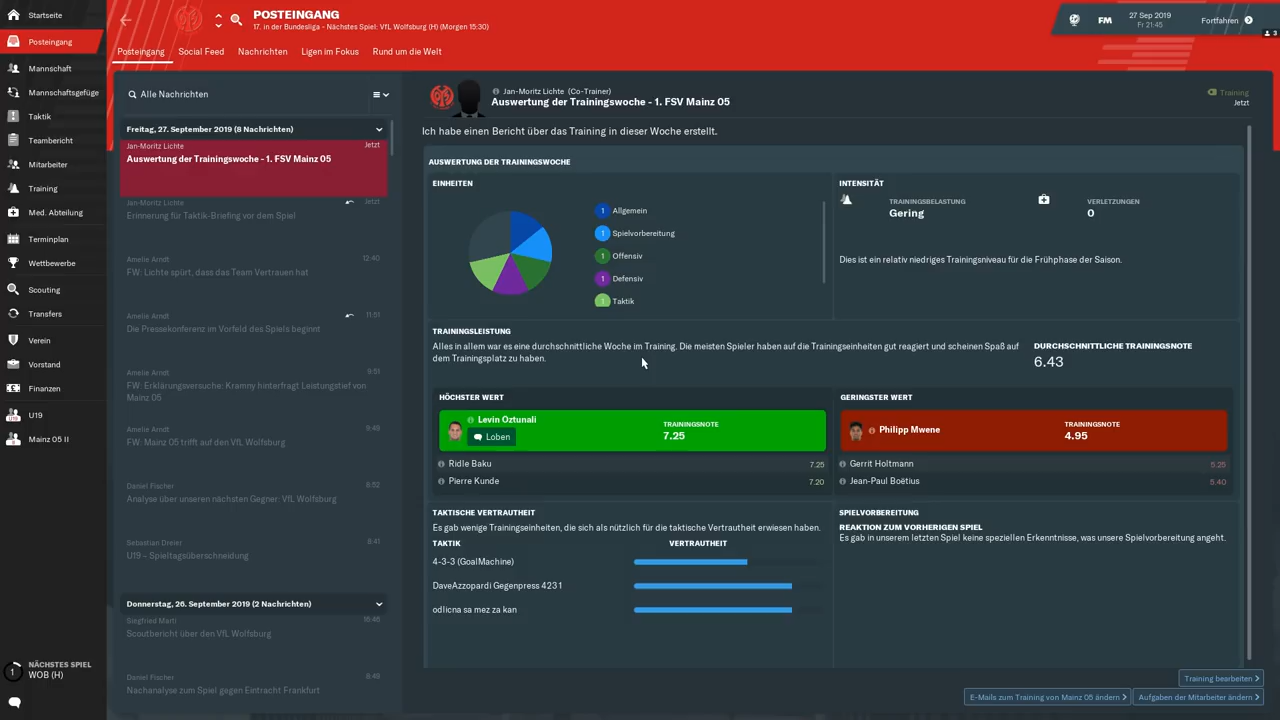 Startseite
Posteingang
Mannschaft
Mannschaftsgefüge
Taktik
Teambericht
Mitarbeiter
Training
Med. Abteilung
Terminplan
Wettbewerbe
Scouting
Transfers
Verein
Vorstand
Finanzen
U19
Mainz 05 II
1 NÄCHSTES SPIEL
WOB (H)
POSTEINGANG
17. in der Bundesliga - Nächstes Spiel: VfL Wolfsburg (H) (Morgen 15:30)
FM
27 Sep 2019
Fr 21:45
Fortfahren
3
Posteingang Social Feed Nachrichten Ligen im Fokus Rund um die Welt
Alle Nachrichten
Freitag, 27. September 2019 (8 Nachrichten)
Jan-Moritz Lichte Jetzt
Auswertung der Trainingswoche - 1. FSV Mainz 05
Jan-Moritz Lichte Jetzt
Erinnerung für Taktik-Briefing vor dem Spiel
Amelie Arndt 12:40
FW: Lichte spürt, dass das Team Vertrauen hat
Amelie Arndt 11:51
Die Pressekonferenz im Vorfeld des Spiels beginnt
Amelie Arndt 9:51
FW: Erklärungsversuche: Kramny hinterfragt Leistungstief von
Mainz 05
Amelie Arndt 9:49
FW: Mainz 05 trifft auf den VfL Wolfsburg
Daniel Fischer 8:52
Analyse über unseren nächsten Gegner: VfL Wolfsburg
Sebastian Dreier 8:41
U19 - Spieltagsüberschneidung
Donnerstag, 26. September 2019 (2 Nachrichten)
Siegfried Martl 16:46
Scoutbericht über den VfL Wolfsburg
Daniel Fischer 8:49
Nachanalyse zum Spiel gegen Eintracht Frankfurt
Jan-Moritz Lichte (Co-Trainer)
Auswertung der Trainingswoche - 1. FSV Mainz 05
Training
Jetzt
Ich habe einen Bericht über das Training in dieser Woche erstellt.
AUSWERTUNG DER TRAININGSWOCHE
EINHEITEN
1 Allgemein
1 Spielvorbereitung
1 Offensiv
1 Defensiv
1 Taktik
INTENSITÄT
TRAININGSBELASTUNG
Gering
VERLETZUNGEN
0
Dies ist ein relativ niedriges Trainingsniveau für die Frühphase der Saison.
TRAININGSLEISTUNG
Alles in allem war es eine durchschnittliche Woche im Training. Die meisten Spieler haben auf die Trainingseinheiten gut reagiert und scheinen Spaß auf
dem Trainingsplatz zu haben.
DURCHSCHNITTLICHE TRAININGSNOTE
6.43
HÖCHSTER WERT
Levin Oztunali
Loben
TRAININGSNOTE
7.25
Ridle Baku 7.25
Pierre Kunde 7.20
GERINGSTER WERT
Philipp Mwene
TRAININGSNOTE
4.95
Gerrit Holtmann 5.25
Jean-Paul Boëtius 5.40
TAKTISCHE VERTRAUTHEIT
Es gab wenige Trainingseinheiten, die sich als nützlich für die taktische Vertrautheit erwiesen haben.
TAKTIK VERTRAUTHEIT
4-3-3 (GoalMachine)
DaveAzzopardi Gegenpress 4231
odlicna sa mez za kan
SPIELVORBEREITUNG
REAKTION ZUM VORHERIGEN SPIEL
Es gab in unserem letzten Spiel keine speziellen Erkenntnisse, was unsere Spielvorbereitung angeht.
Training bearbeiten
E-Mails zum Training von Mainz 05 ändern
Aufgaben der Mitarbeiter ändern